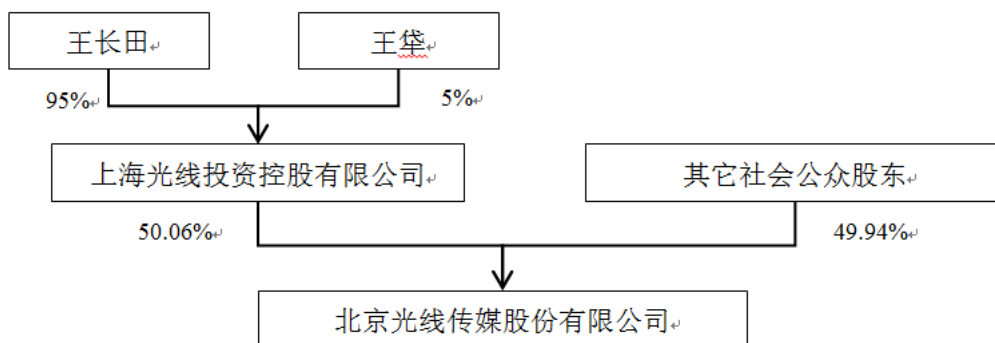 王长田
王牮
95%
5%
上海光线投资控股有限公司
其它社会公众股东
50.06%
49.94%
北京光线传媒股份有限公司